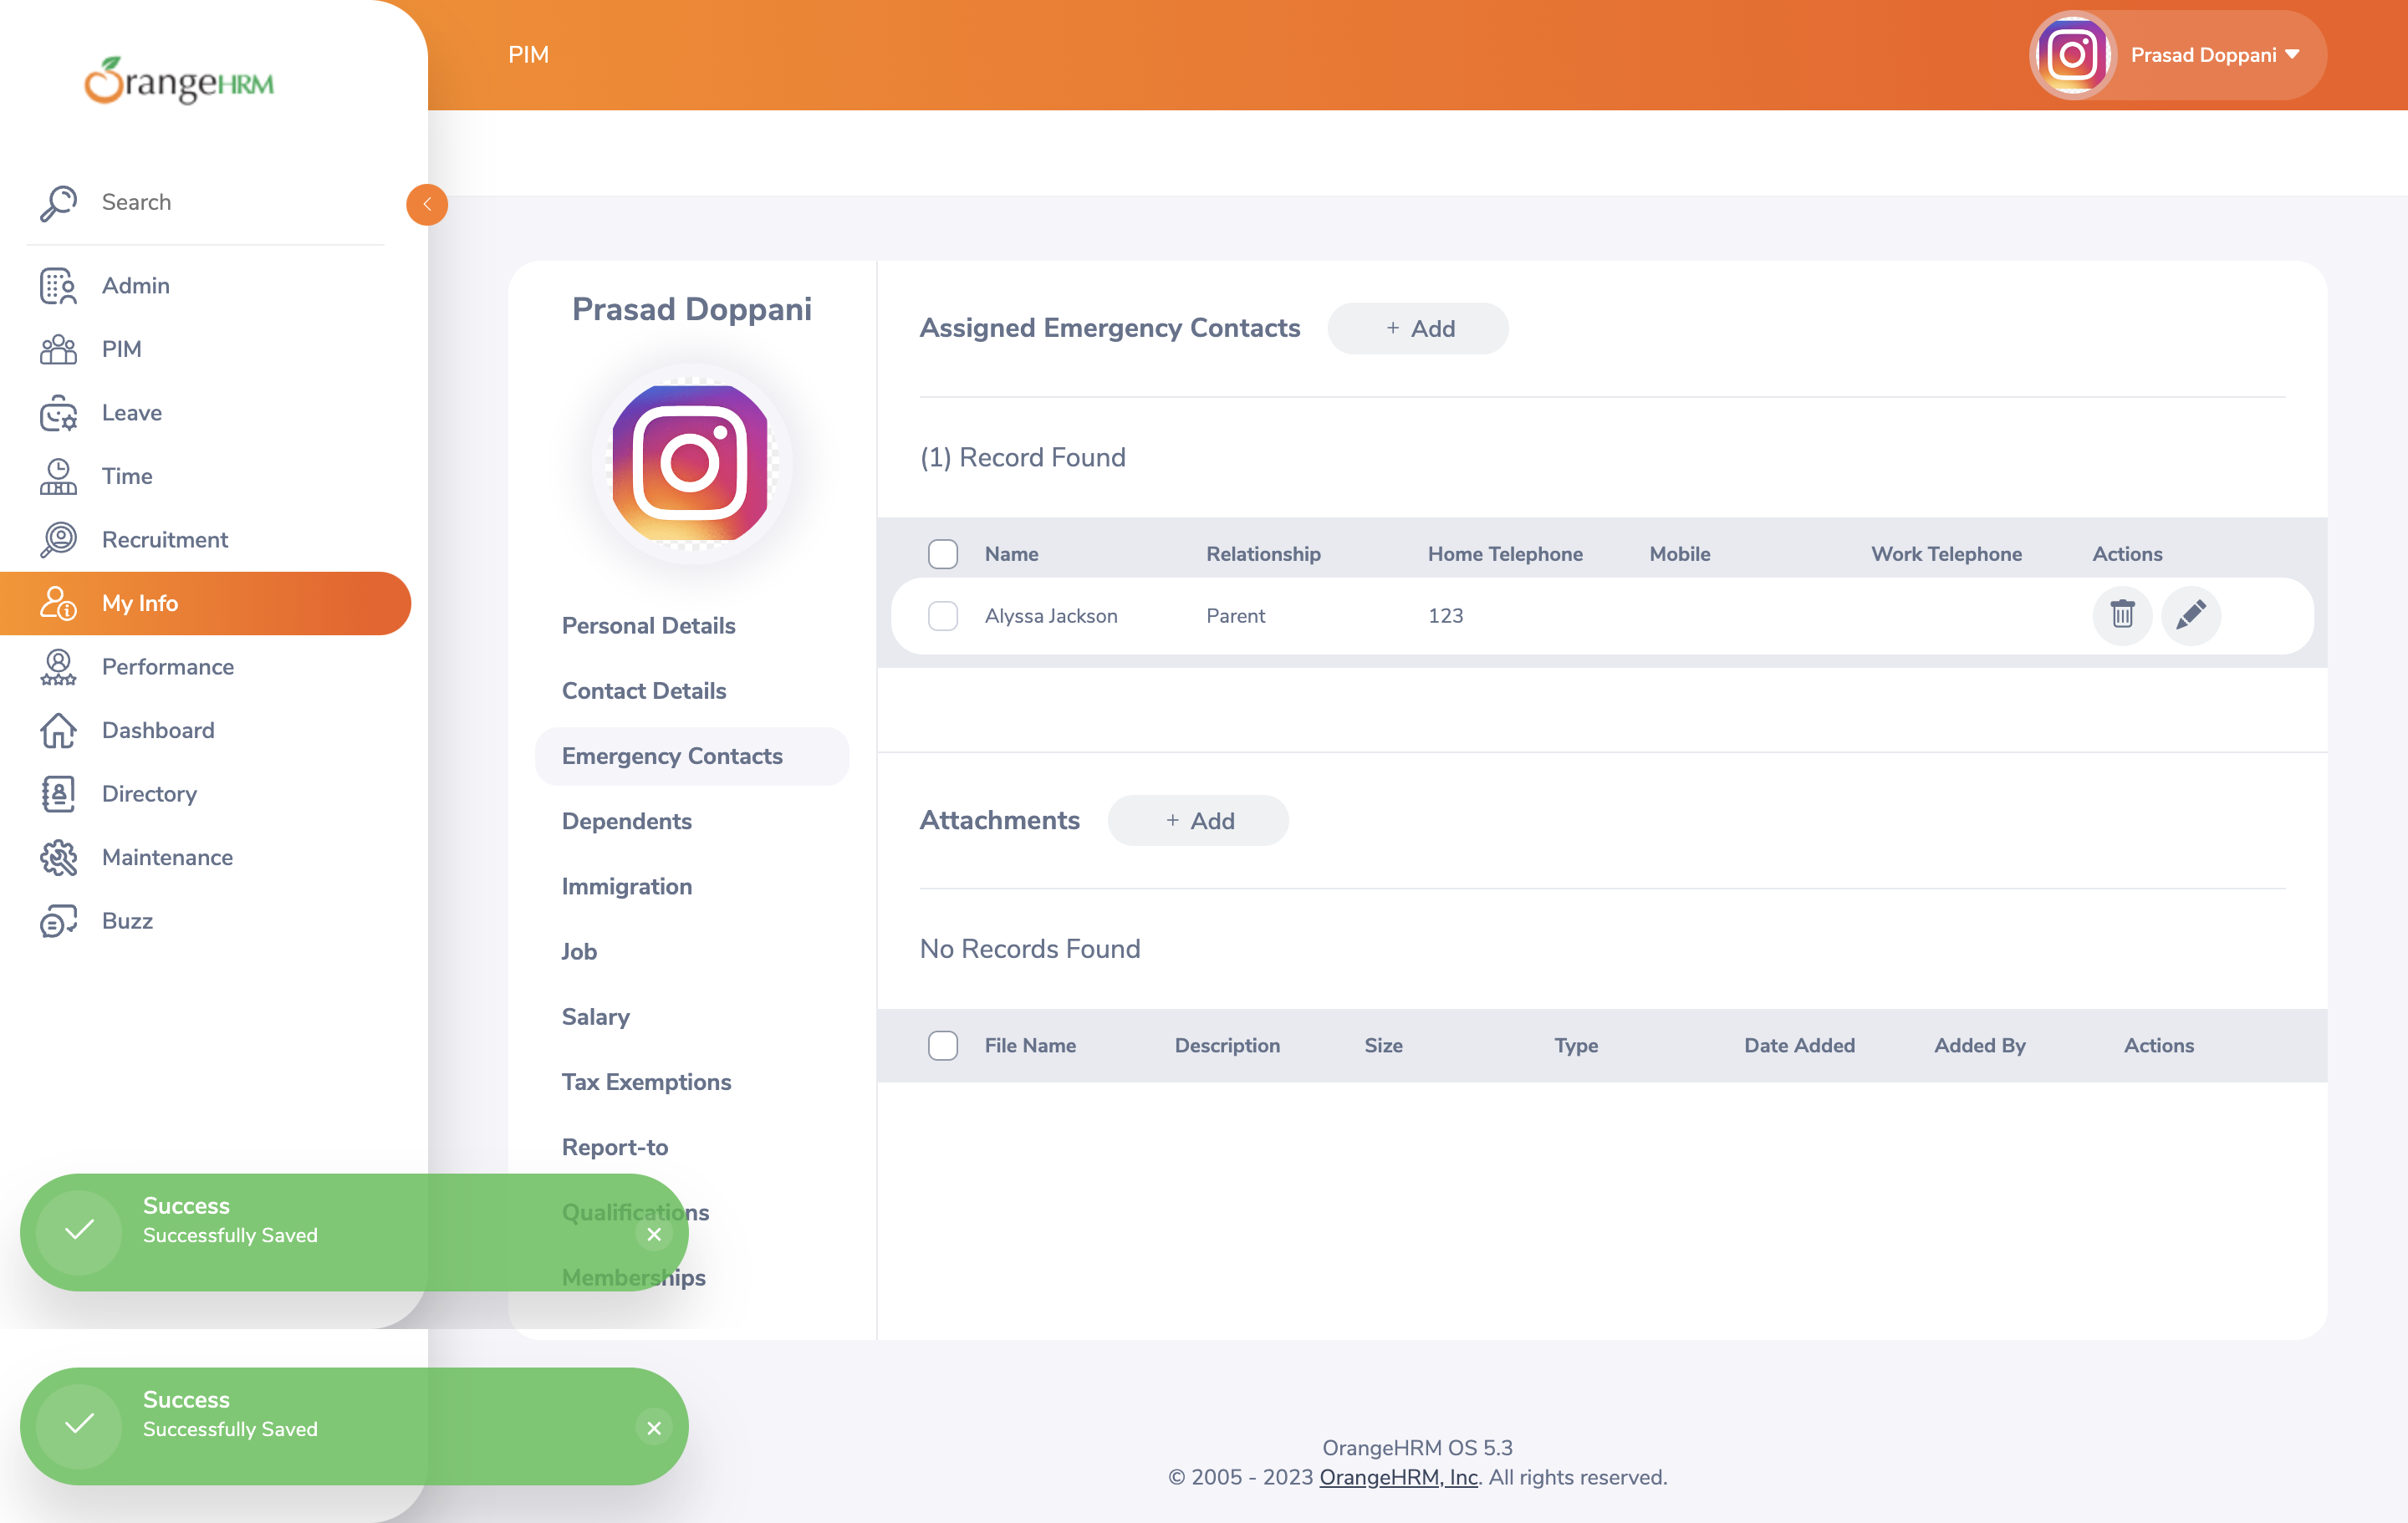 OrangeHRM
PIM
Prasad Doppani
Search
Admin
PIM
Leave
Time
Recruitment
My Info
Performance
Dashboard
Directory
Maintenance
Buzz
Prasad Doppani
Personal Details
Contact Details
Emergency Contacts
Dependents
Immigration
Job
Salary
Tax Exemptions
Report-to
Qualifications
Memberships
Assigned Emergency Contacts + Add
(1) Record Found
Name Relationship Home Telephone Mobile Work Telephone Actions
Alyssa Jackson Parent 123
Attachments + Add
No Records Found
File Name Description Size Type Date Added Added By Actions
Success
Successfully Saved
Success
Successfully Saved
OrangeHRM OS 5.3
© 2005 - 2023 OrangeHRM, Inc. All rights reserved.